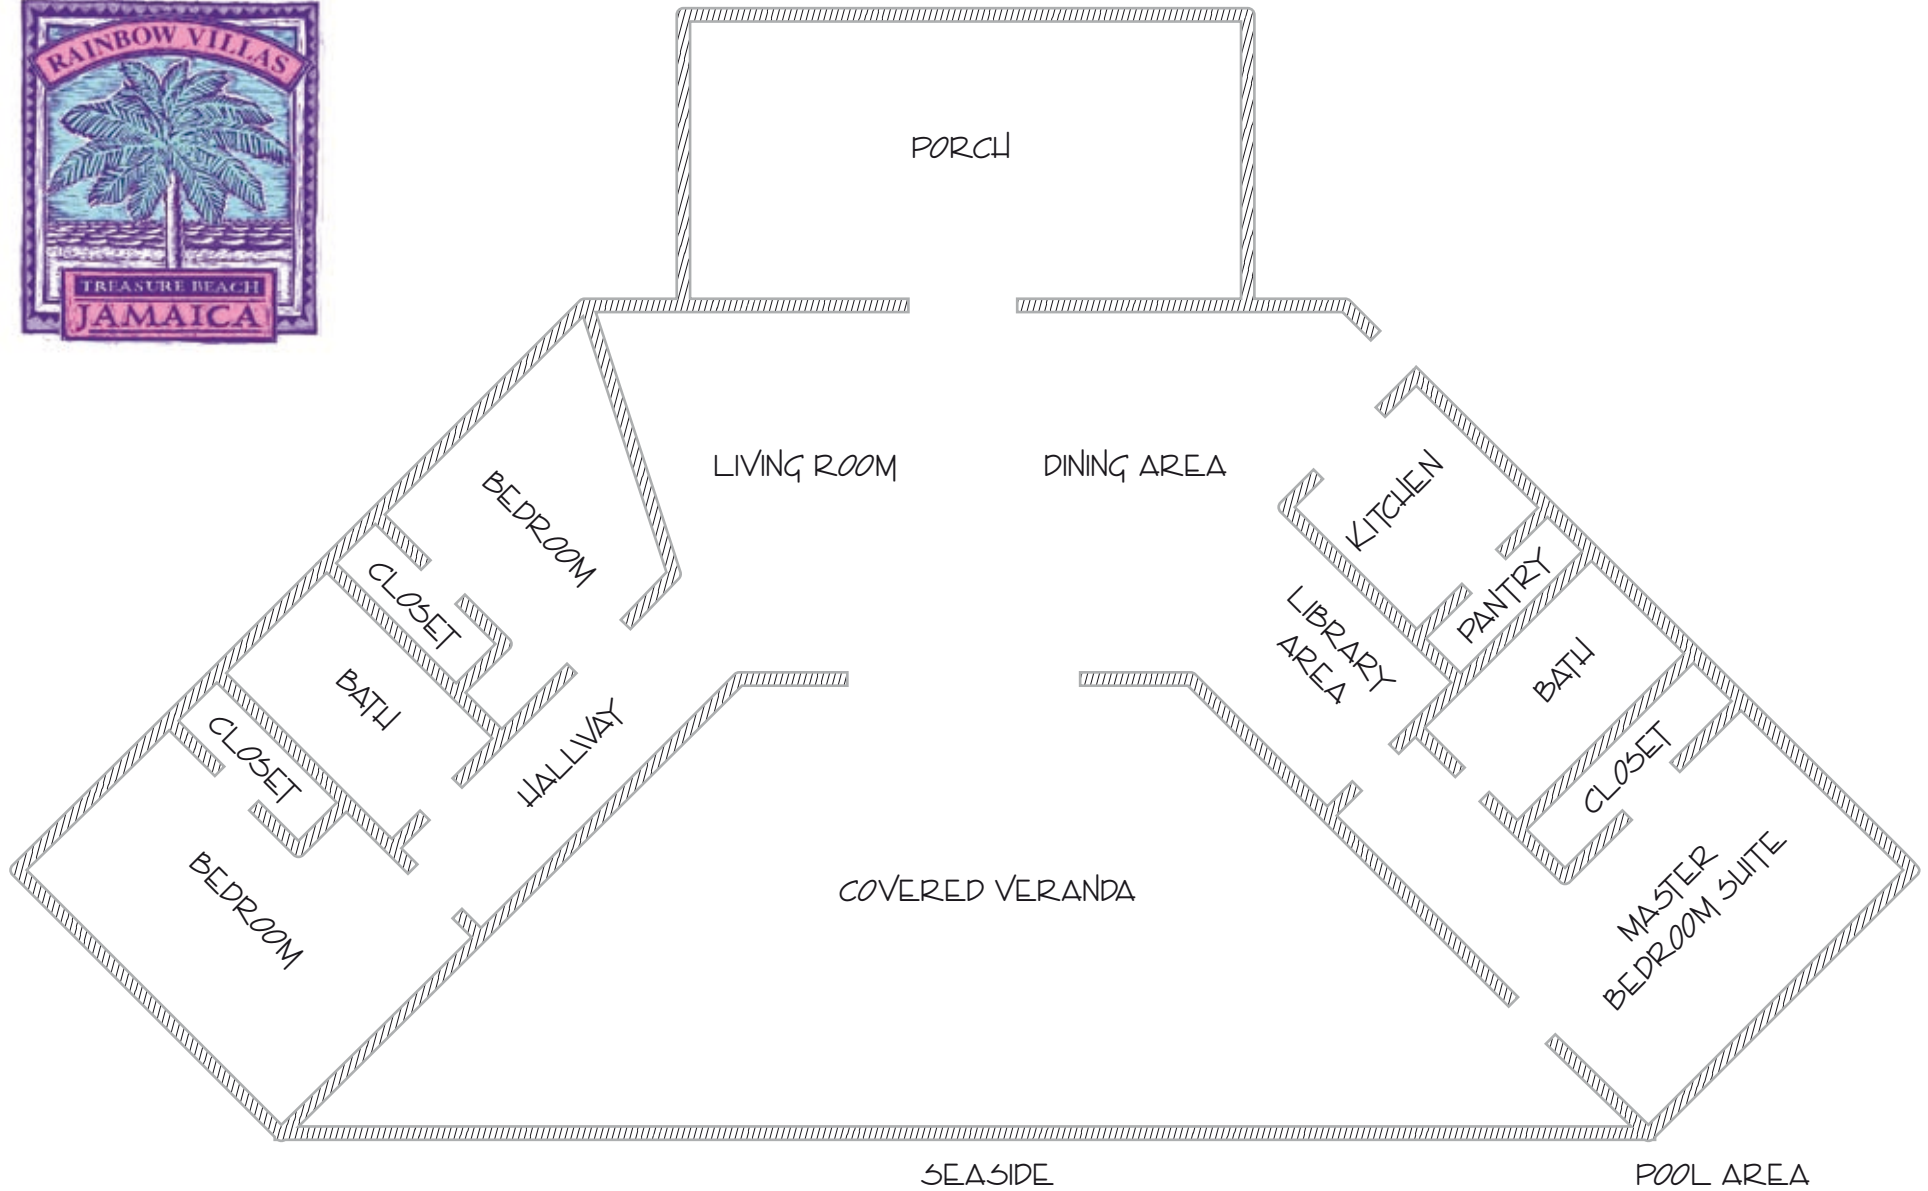 RAINBOW VILLAS
TREASURE BEACH
JAMAICA
PORCH
LIVING ROOM
DINING AREA
KITCHEN
PANTRY
LIBRARY
AREA
BATH
CLOSET
MASTER
BEDROOM SUITE
BEDROOM
CLOSET
BATH
HALLWAY
CLOSET
BEDROOM
COVERED VERANDA
SEASIDE
POOL AREA